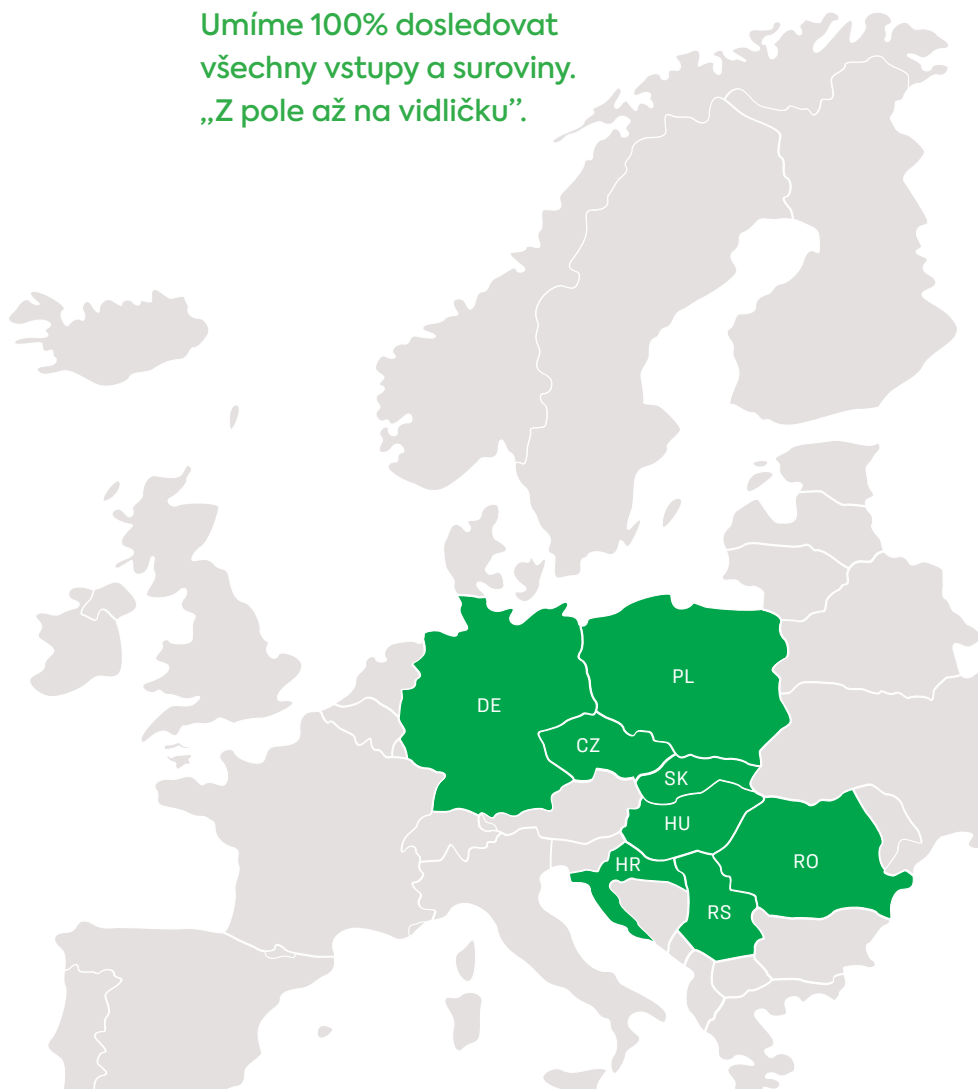 Umíme 100% dosledovat
všechny vstupy a suroviny.
„Z pole až na vidličku”.
PL
DE
CZ
SK
HU
HR
RO
RS